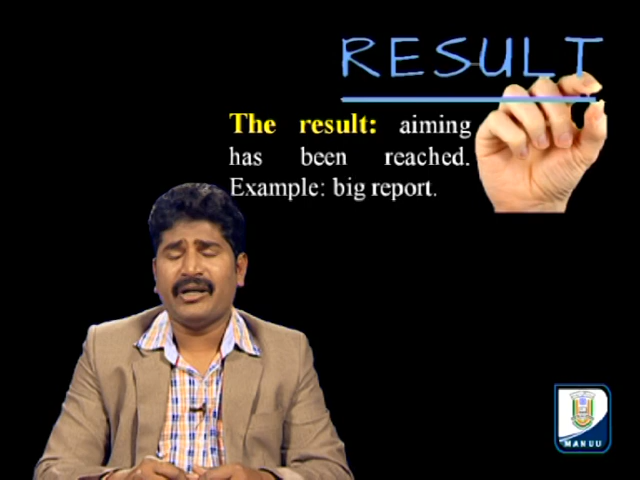 RESULT
The result: aiming
has been reached.
Example: big report.
MANUU